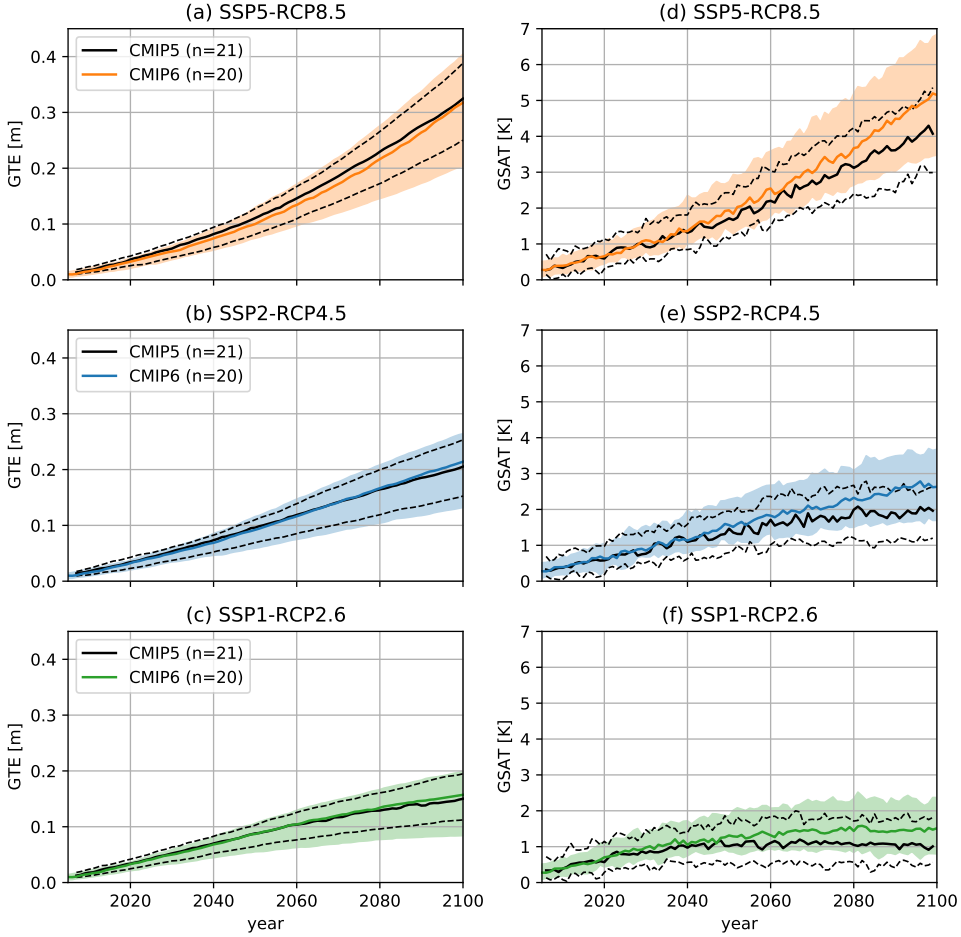 (a) SSP5-RCP8.5
GTE [m]
0.4
0.3
0.2
0.1
0.0
CMIP5 (n=21)
CMIP6 (n=20)
(d) SSP5-RCP8.5
GSAT [K]
7
6
5
4
3
2
1
0
(b) SSP2-RCP4.5
GTE [m]
0.4
0.3
0.2
0.1
0.0
CMIP5 (n=21)
CMIP6 (n=20)
(e) SSP2-RCP4.5
GSAT [K]
7
6
5
4
3
2
1
0
(c) SSP1-RCP2.6
GTE [m]
0.4
0.3
0.2
0.1
0.0
CMIP5 (n=21)
CMIP6 (n=20)
2020 2040 2060 2080 2100
year
(f) SSP1-RCP2.6
GSAT [K]
7
6
5
4
3
2
1
0
2020 2040 2060 2080 2100
year